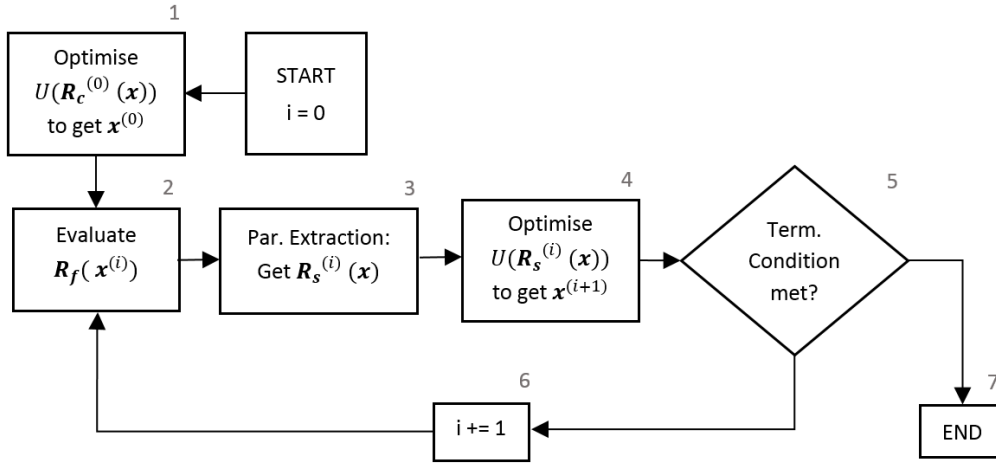 1
Optimise
U(R_c^(0) (x))
to get x^(0)
START
i = 0
2
Evaluate
R_f( x^(i))
3
Par. Extraction:
Get R_s^(i) (x)
4
Optimise
U(R_s^(i) (x))
to get x^(i+1)
5
Term.
Condition
met?
6
i += 1
7
END